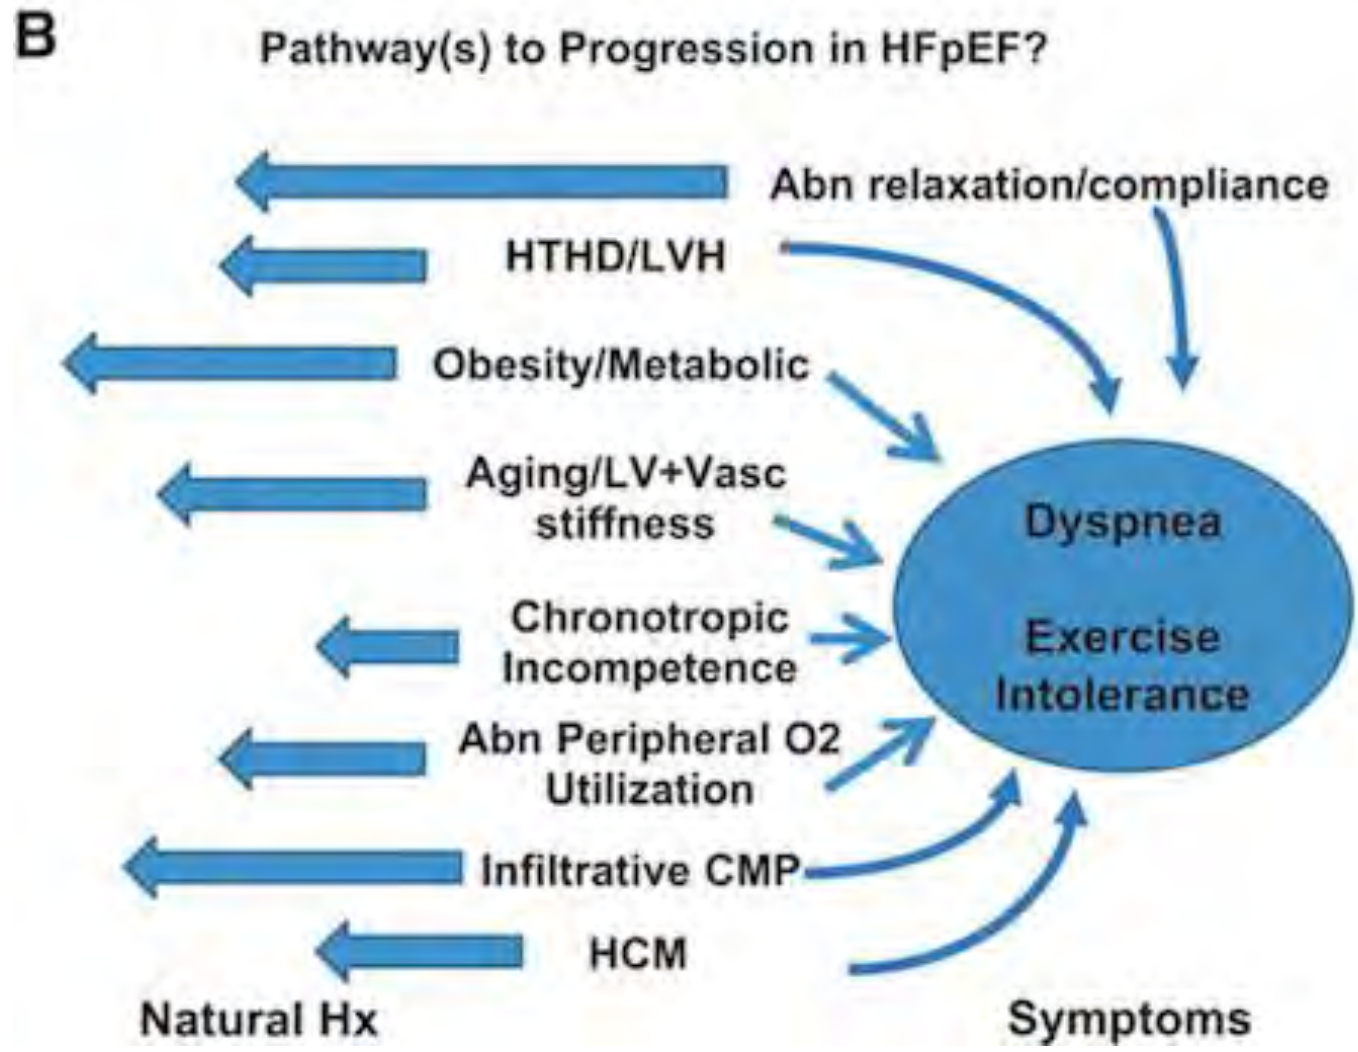 B
Pathway(s) to Progression in HFpEF?
Abn relaxation/compliance
HTHD/LVH
Obesity/Metabolic
Aging/LV+Vasc
stiffness
Chronotropic
Incompetence
Abn Peripheral O2
Utilization
Infiltrative CMP
HCM
Dyspnea
Exercise
Intolerance
Natural Hx
Symptoms